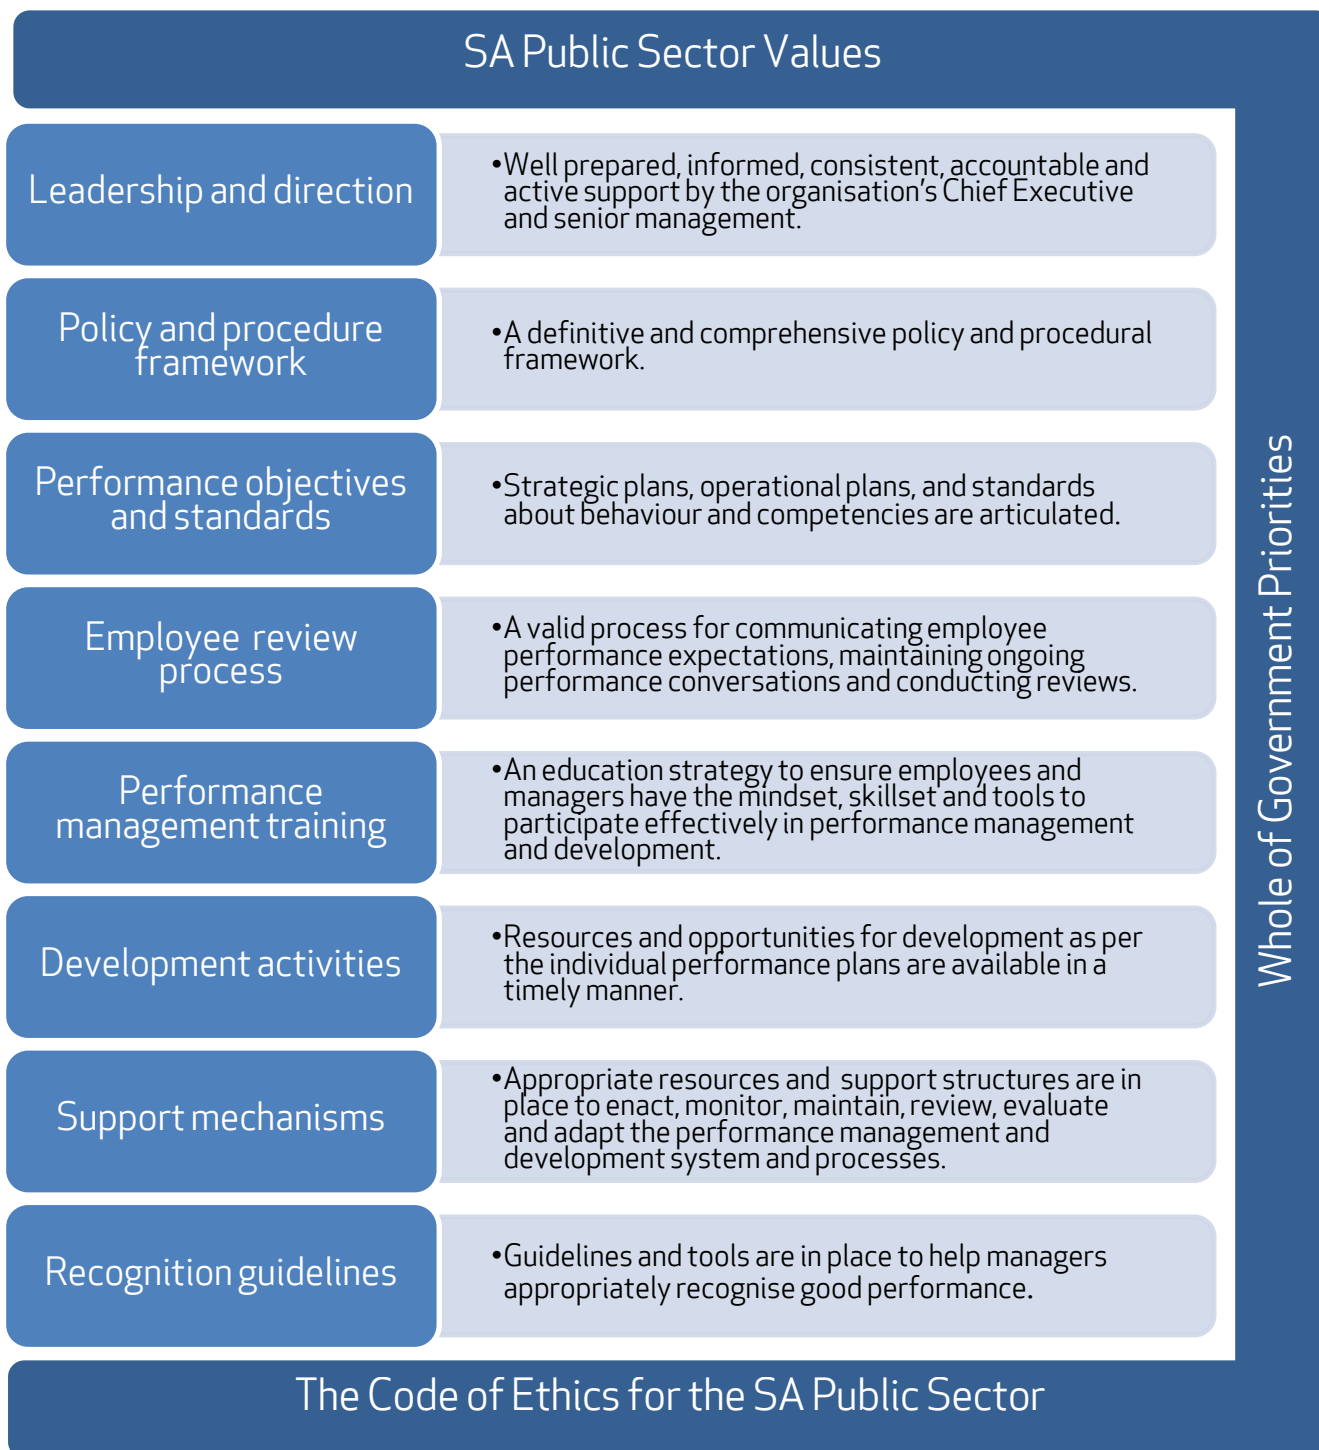 SA Public Sector Values
Leadership and direction
•Well prepared, informed, consistent, accountable and
active support by the organisation's Chief Executive
and senior management.
Policy and procedure
framework
•A definitive and comprehensive policy and procedural
framework.
Performance objectives
and standards
•Strategic plans, operational plans, and standards
about behaviour and competencies are articulated.
Employee review
process
•A valid process for communicating employee
performance expectations, maintaining ongoing
performance conversations and conducting reviews.
Performance
management training
•An education strategy to ensure employees and
managers have the mindset, skillset and tools to
participate effectively in performance management
and development.
Development activities
•Resources and opportunities for development as per
the individual performance plans are available in a
timely manner.
Support mechanisms
•Appropriate resources and support structures are in
place to enact, monitor, maintain, review, evaluate
and adapt the performance management and
development system and processes.
Recognition guidelines
•Guidelines and tools are in place to help managers
appropriately recognise good performance.
Whole of Government Priorities
The Code of Ethics for the SA Public Sector